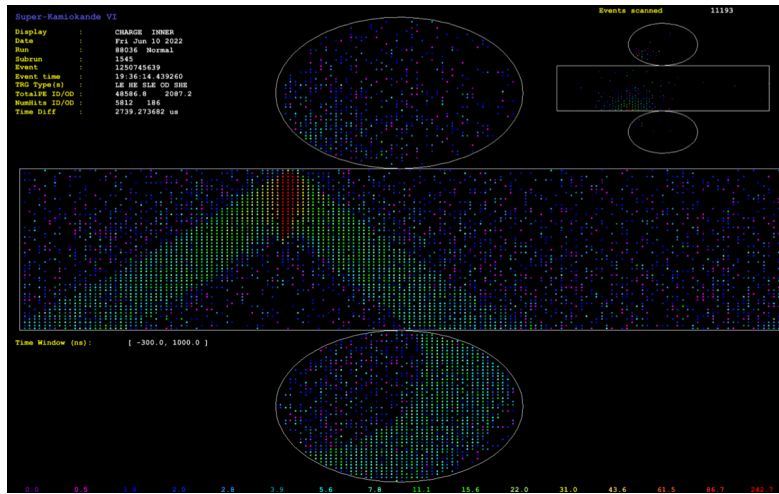 Super-Kamiokande VI
Events scanned 11193
Display : CHARGE INNER
Date : Fri Jun 10 2022
Run : 88036 Normal
Subrun : 1545
Event : 1250745639
Event time : 19:36:14.439260
TRG Type(s) : LE HE SLE OD SHE
TotalPE ID/OD : 48586.8 2087.2
NumHits ID/OD : 5812 186
Time Diff : 2739.273682 us
Time Window (ns): [ -300.0, 1000.0 ]
0.0 0.5 2.0 2.8 3.9 5.6 7.8 11.1 15.6 22.0 31.0 43.6 61.5 86.7 242.7